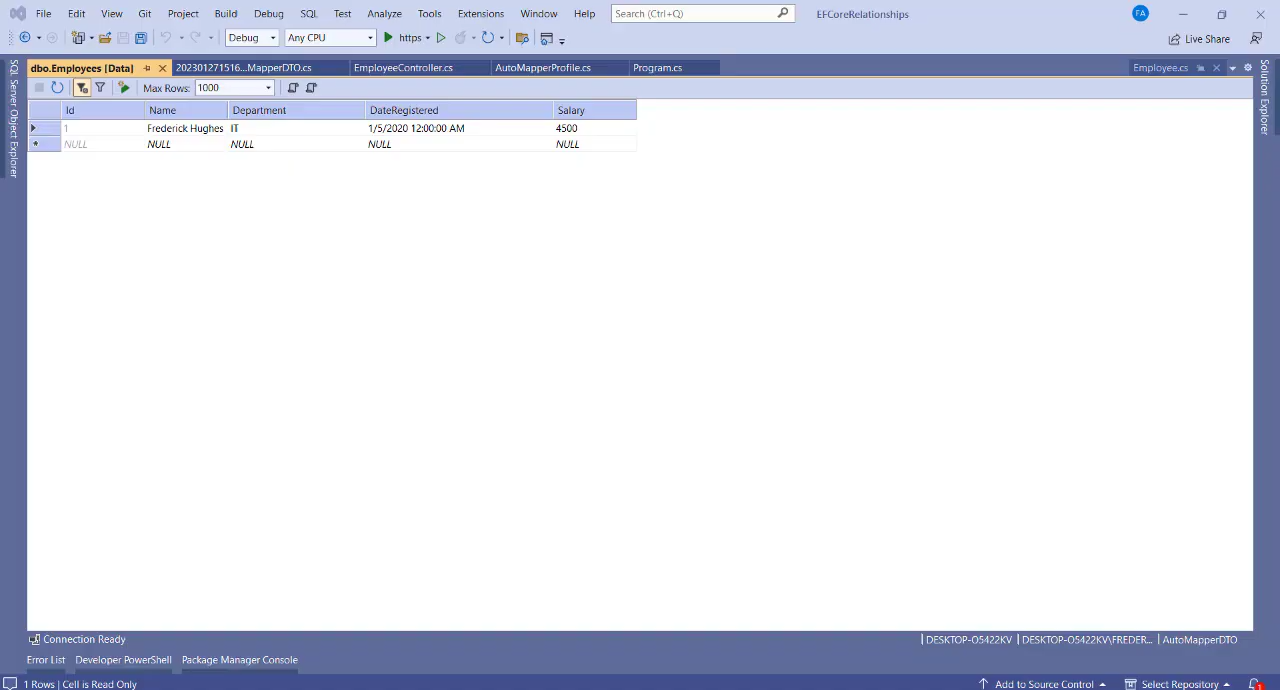 File Edit View Git Project Build Debug SQL Test Analyze Tools Extensions Window Help Search (Ctrl+Q) EFCoreRelationships FA
Debug Any CPU https Live Share
dbo.Employees [Data] 202301271516...MapperDTO.cs EmployeeController.cs AutoMapperProfile.cs Program.cs Employee.cs
SQL Server Object Explorer
Solution Explorer
Max Rows: 1000
Id Name Department DateRegistered Salary
1 Frederick Hughes IT 1/5/2020 12:00:00 AM 4500
NULL NULL NULL NULL NULL
Connection Ready DESKTOP-O5422KV DESKTOP-O5422KV\FREDER... AutoMapperDTO
Error List Developer PowerShell Package Manager Console
1 Rows | Cell is Read Only Add to Source Control Select Repository 1